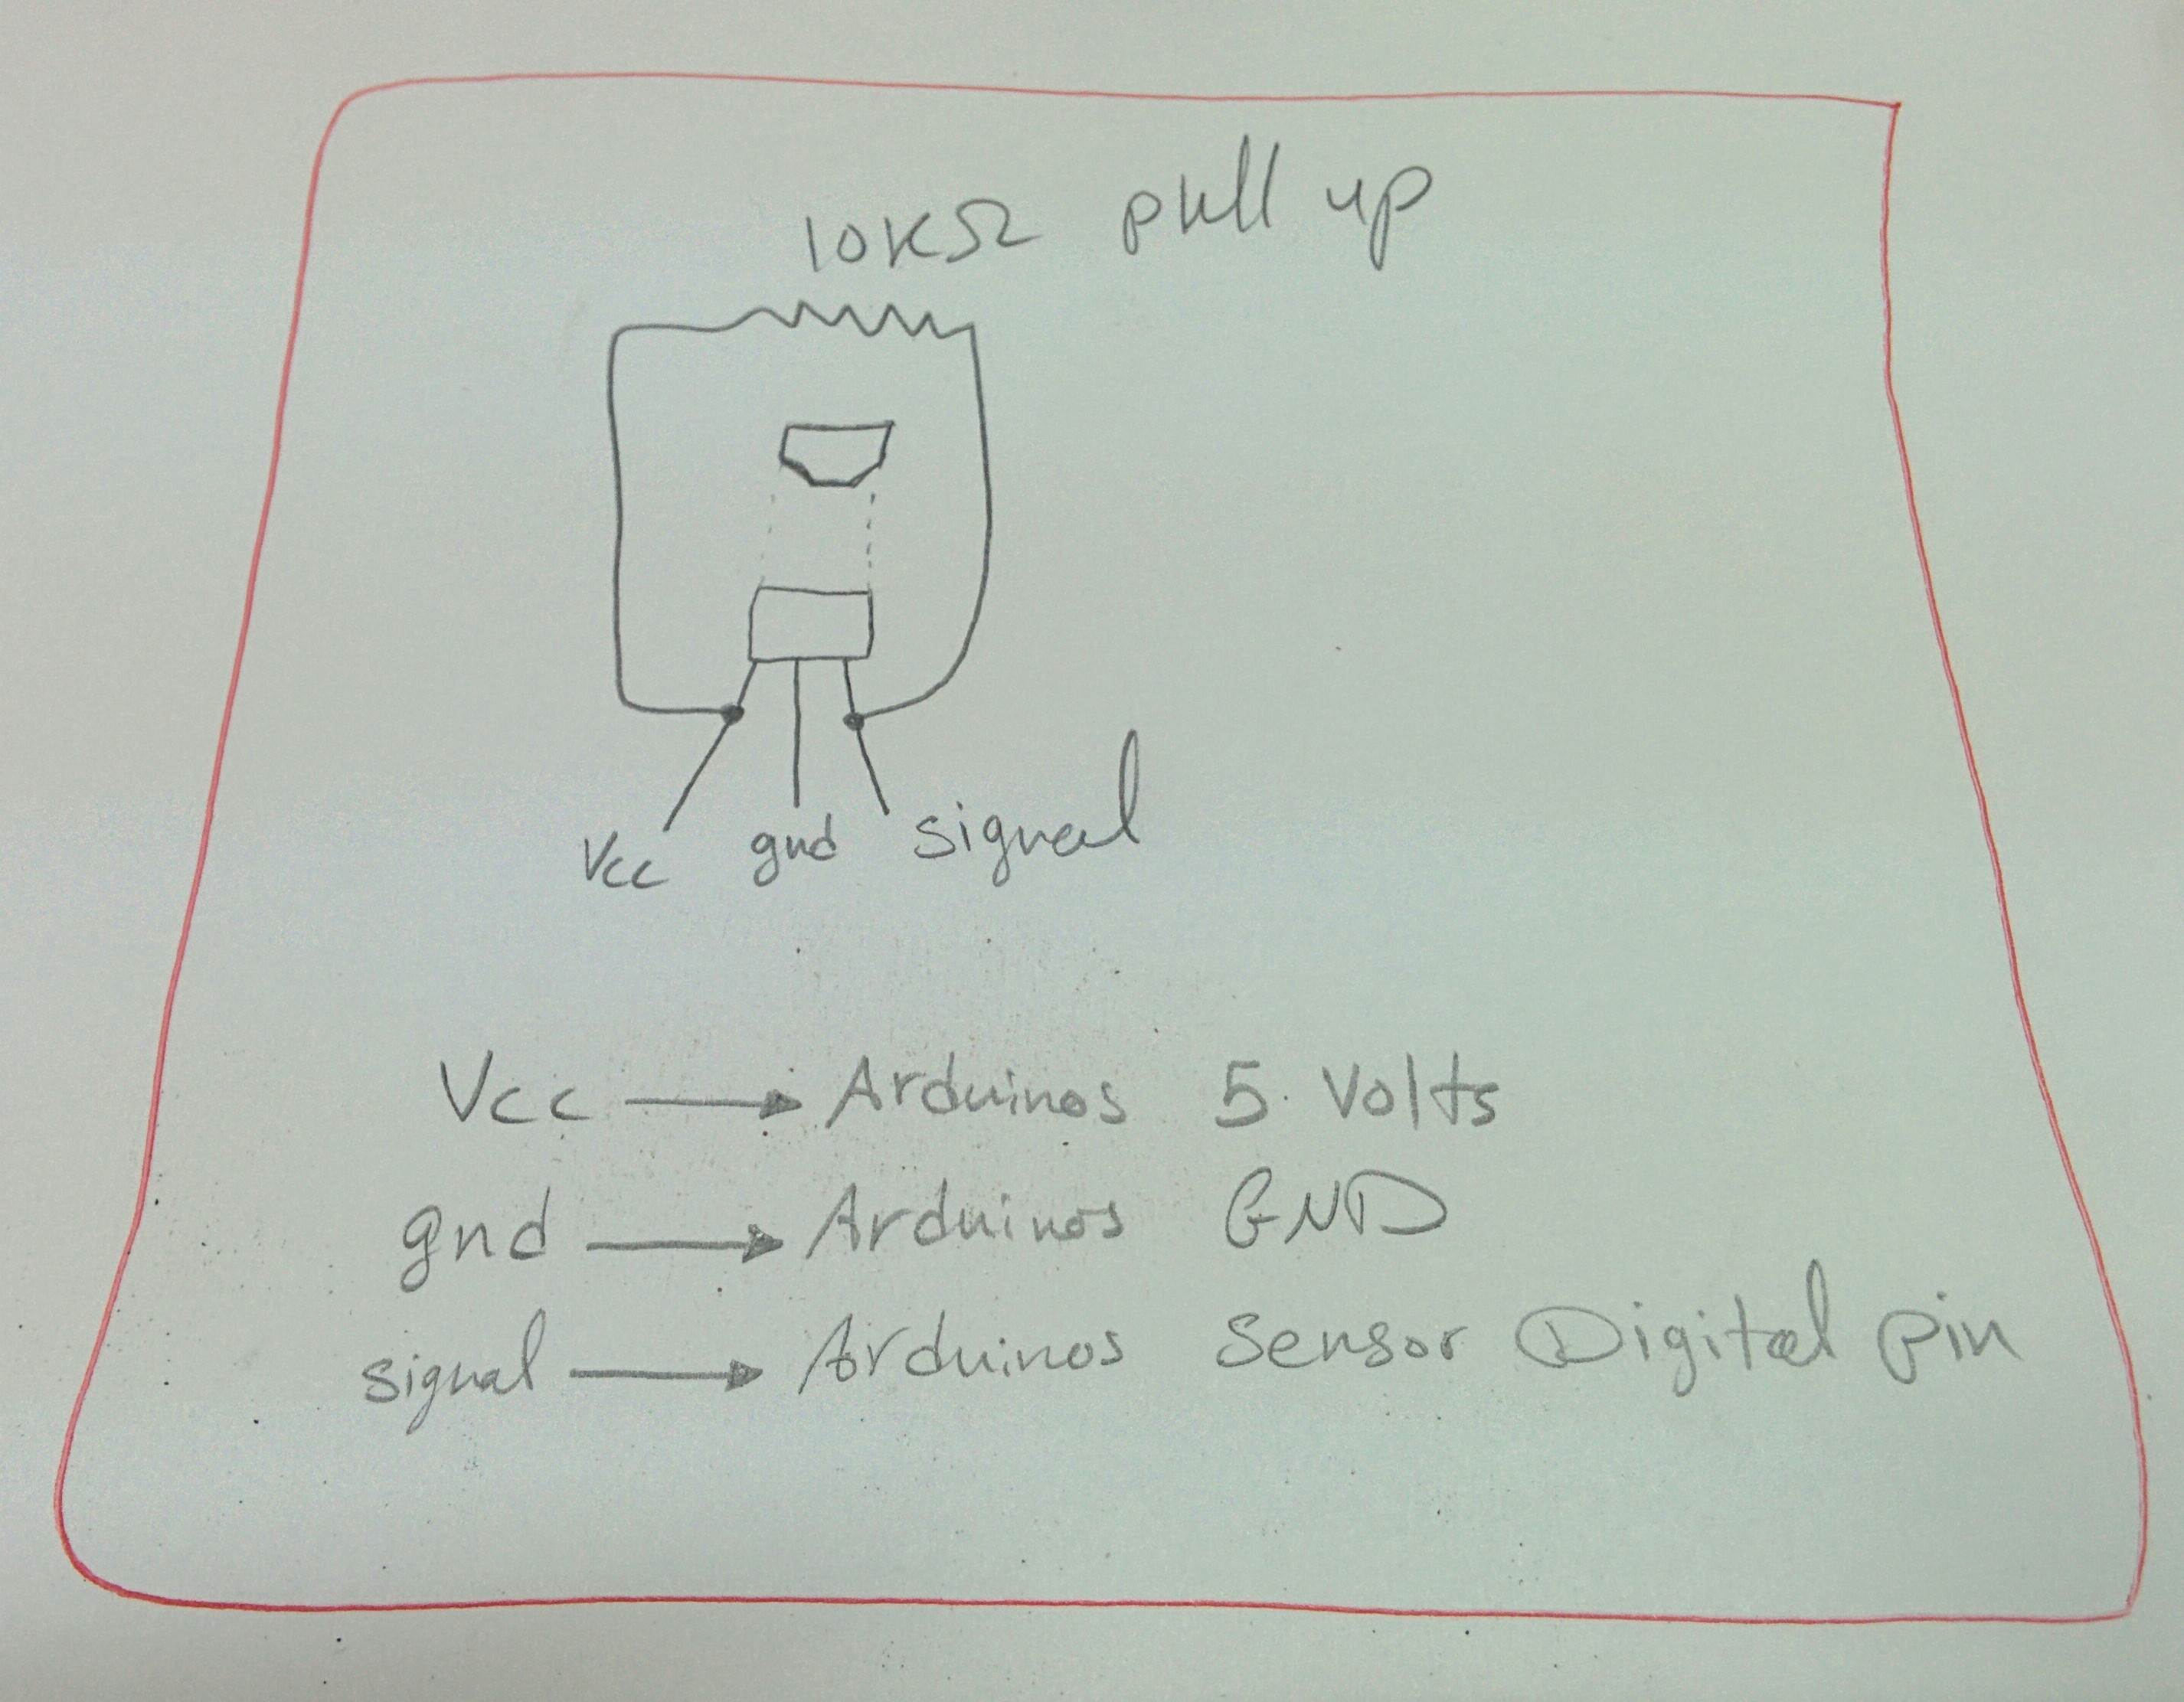 10KΩ pull up
Vcc gnd signal
Vcc → Arduinos 5 Volts
gnd → Arduinos GND
signal → Arduinos Sensor Digital pin